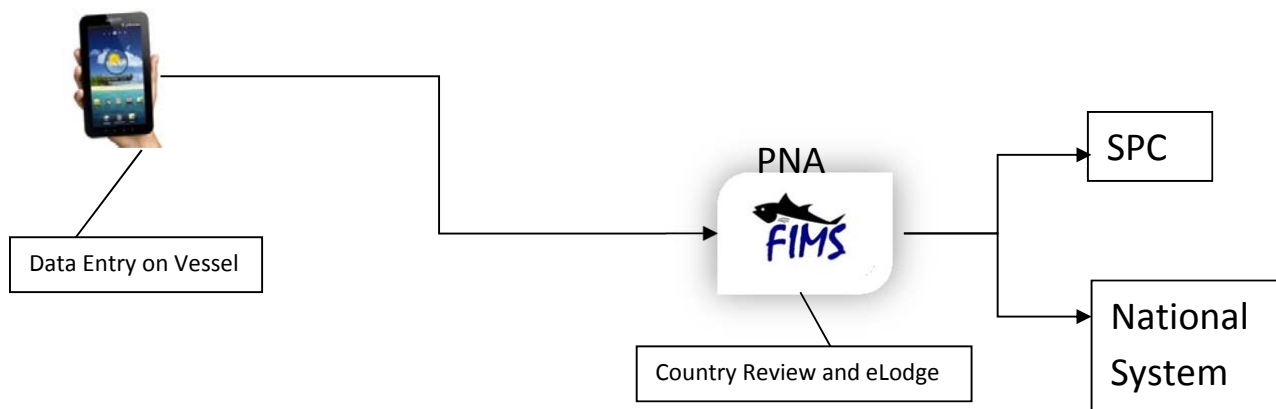 PNA
SPC
FIMS
Data Entry on Vessel
National
System
Country Review and eLodge